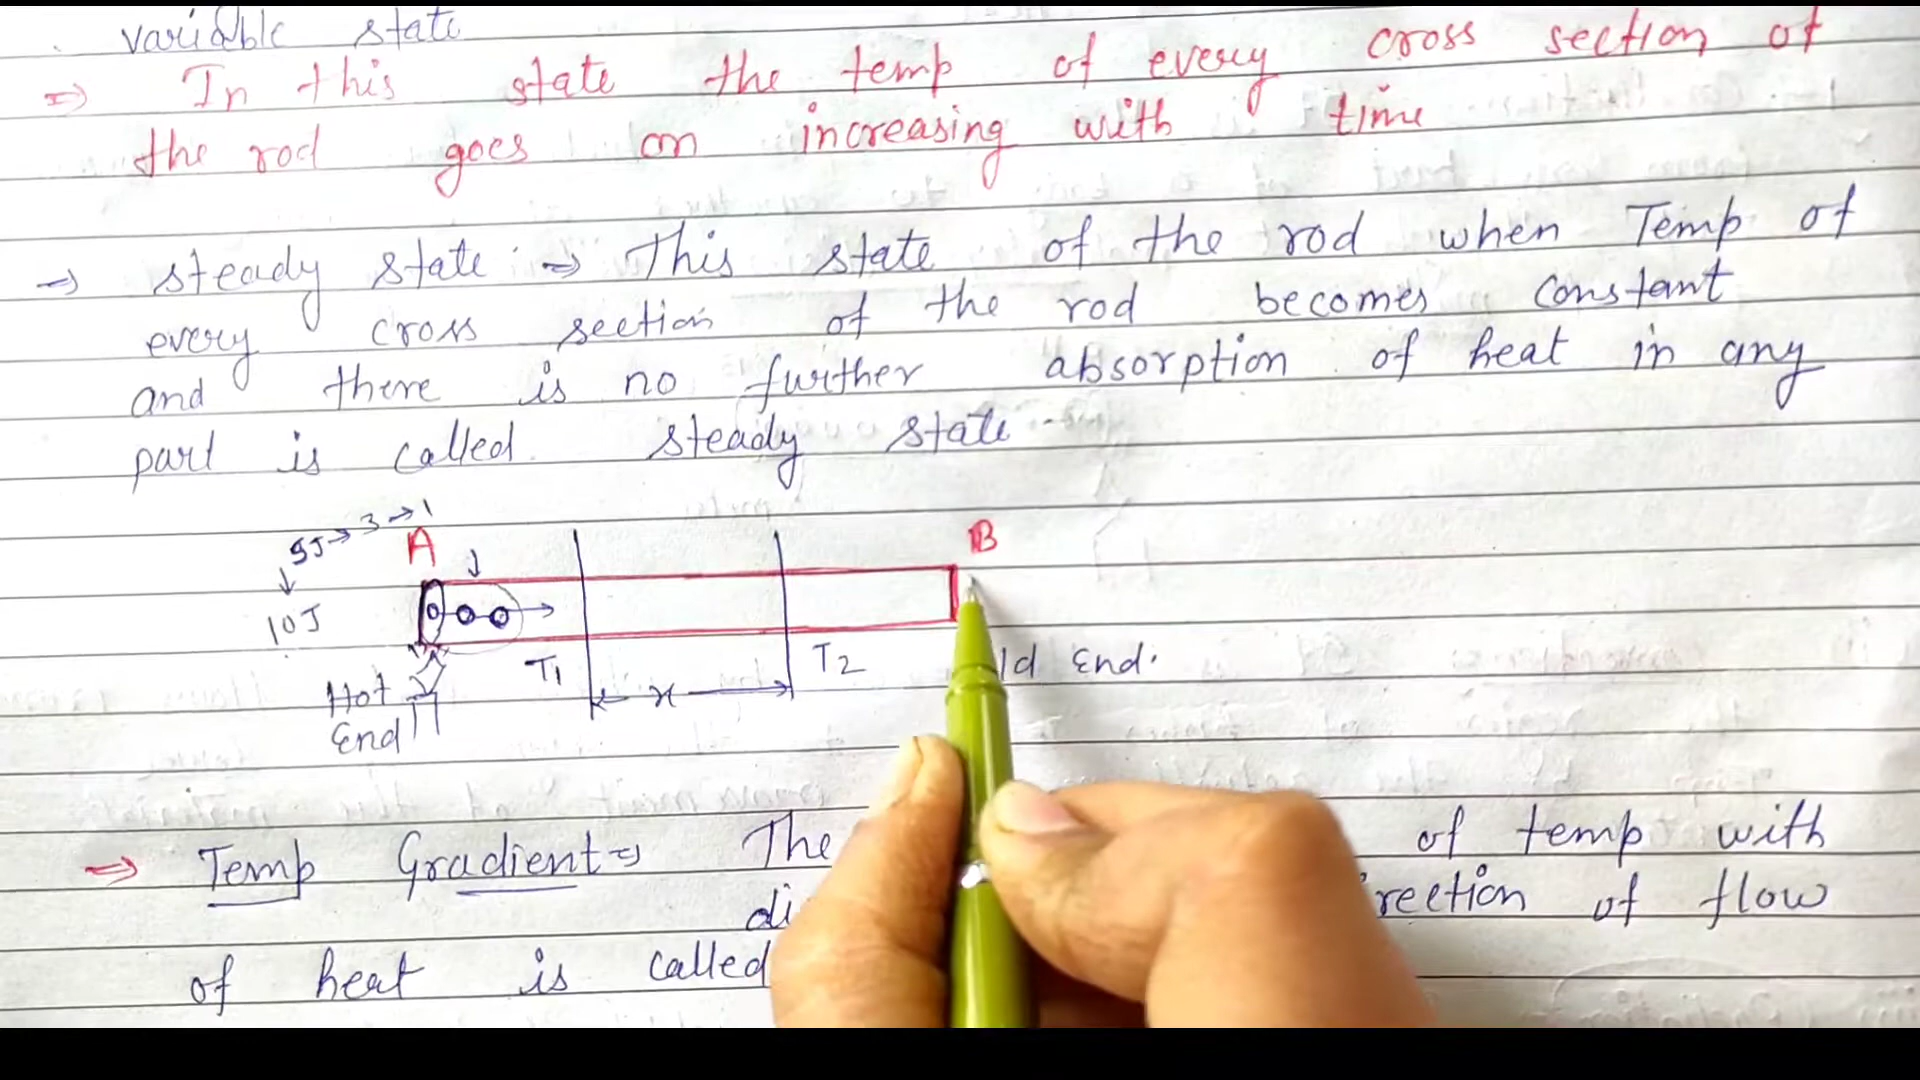 variable state
⇒ In this state the temp of every cross section of
the rod goes on increasing with time
→ steady state :⇒ This state of the rod when Temp of
every cross section of the rod becomes constant
and there is no further absorption of heat in any
part is called steady state
5J→3→1
A
B
10J
T1
x
T2
ld End.
Hot
End
⇒ Temp Gradient⇒ The of temp with
di rection of flow
of heat is called